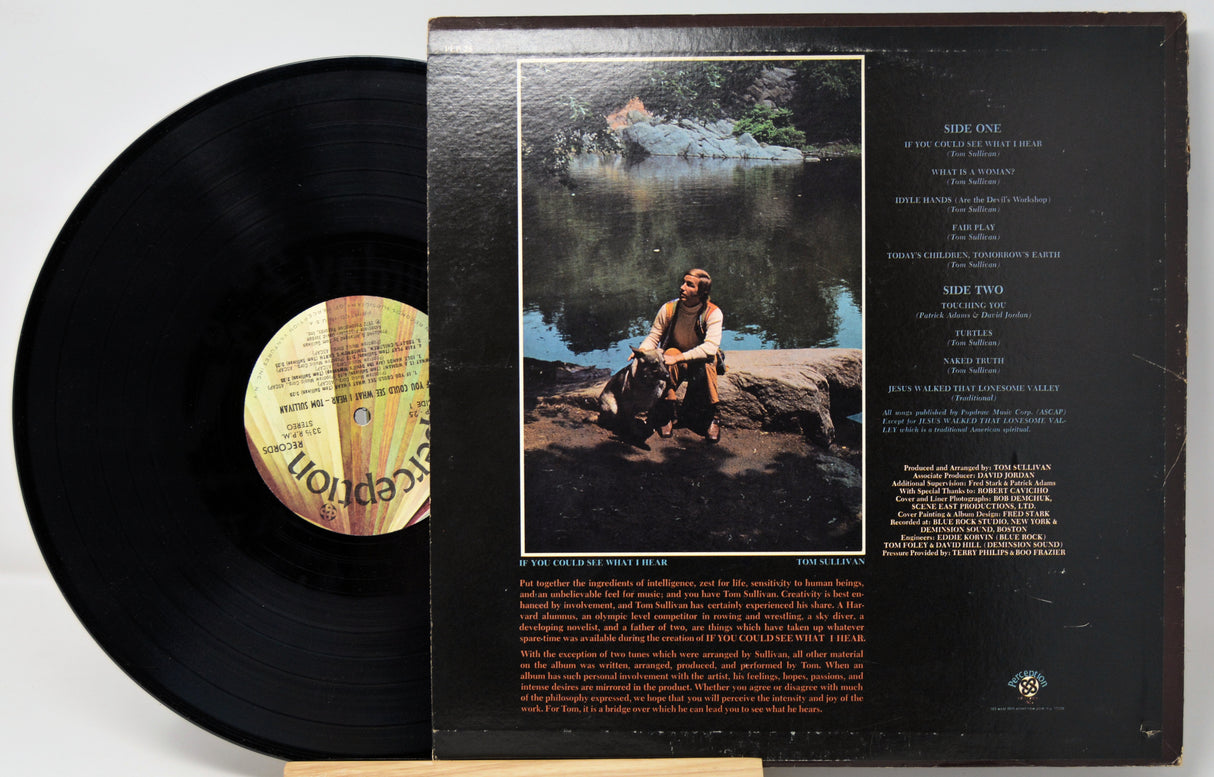 SIDE ONE
IF YOU COULD SEE WHAT I HEAR
(Tom Sullivan)
WHAT IS A WOMAN?
(Tom Sullivan)
IDYLE HANDS (Are the Devil's Workshop)
(Tom Sullivan)
FAIR PLAY
(Tom Sullivan)
TODAY'S CHILDREN, TOMORROW'S EARTH
(Tom Sullivan)
SIDE TWO
TOUCHING YOU
(Patrick Adams & David Jordan)
TURTLES
(Tom Sullivan)
NAKED TRUTH
(Tom Sullivan)
JESUS WALKED THAT LONESOME VALLEY
(Traditional)
All songs published by Popdraw Music Corp. (ASCAP)
Except for JESUS WALKED THAT LONESOME VAL-
LEY which is a traditional American spiritual.
Produced and Arranged by: TOM SULLIVAN
Associate Producer: DAVID JORDAN
Additional Supervision: Fred Stark & Patrick Adams
With Special Thanks to: ROBERT CAVICIHO
Cover and Liner Photographs: BOB DEMCHUK,
SCENE EAST PRODUCTIONS, LTD.
Cover Painting & Album Design: FRED STARK
Recorded at: BLUE ROCK STUDIO, NEW YORK &
DEMINSION SOUND, BOSTON
Engineers: EDDIE KORVIN (BLUE ROCK)
TOM FOLEY & DAVID HILL (DEMINSION SOUND)
Pressure Provided by: TERRY PHILIPS & BOO FRAZIER
IF YOU COULD SEE WHAT I HEAR TOM SULLIVAN
Put together the ingredients of intelligence, zest for life, sensitivity to human beings,
and an unbelievable feel for music; and you have Tom Sullivan. Creativity is best en-
hanced by involvement, and Tom Sullivan has certainly experienced his share. A Har-
vard alumnus, an olympic level competitor in rowing and wrestling, a sky diver, a
developing novelist, and a father of two, are things which have taken up whatever
spare-time was available during the creation of IF YOU COULD SEE WHAT I HEAR.
With the exception of two tunes which were arranged by Sullivan, all other material
on the album was written, arranged, produced, and performed by Tom. When an
album has such personal involvement with the artist, his feelings, hopes, passions, and
intense desires are mirrored in the product. Whether you agree or disagree with much
of the philosophy expressed, we hope that you will perceive the intensity and joy of the
work. For Tom, it is a bridge over which he can lead you to see what he hears.
Perception
erception
RECORDS
33⅓ R.P.M.
STEREO
YOU COULD SEE WHAT I HEAR – TOM SULLIVAN